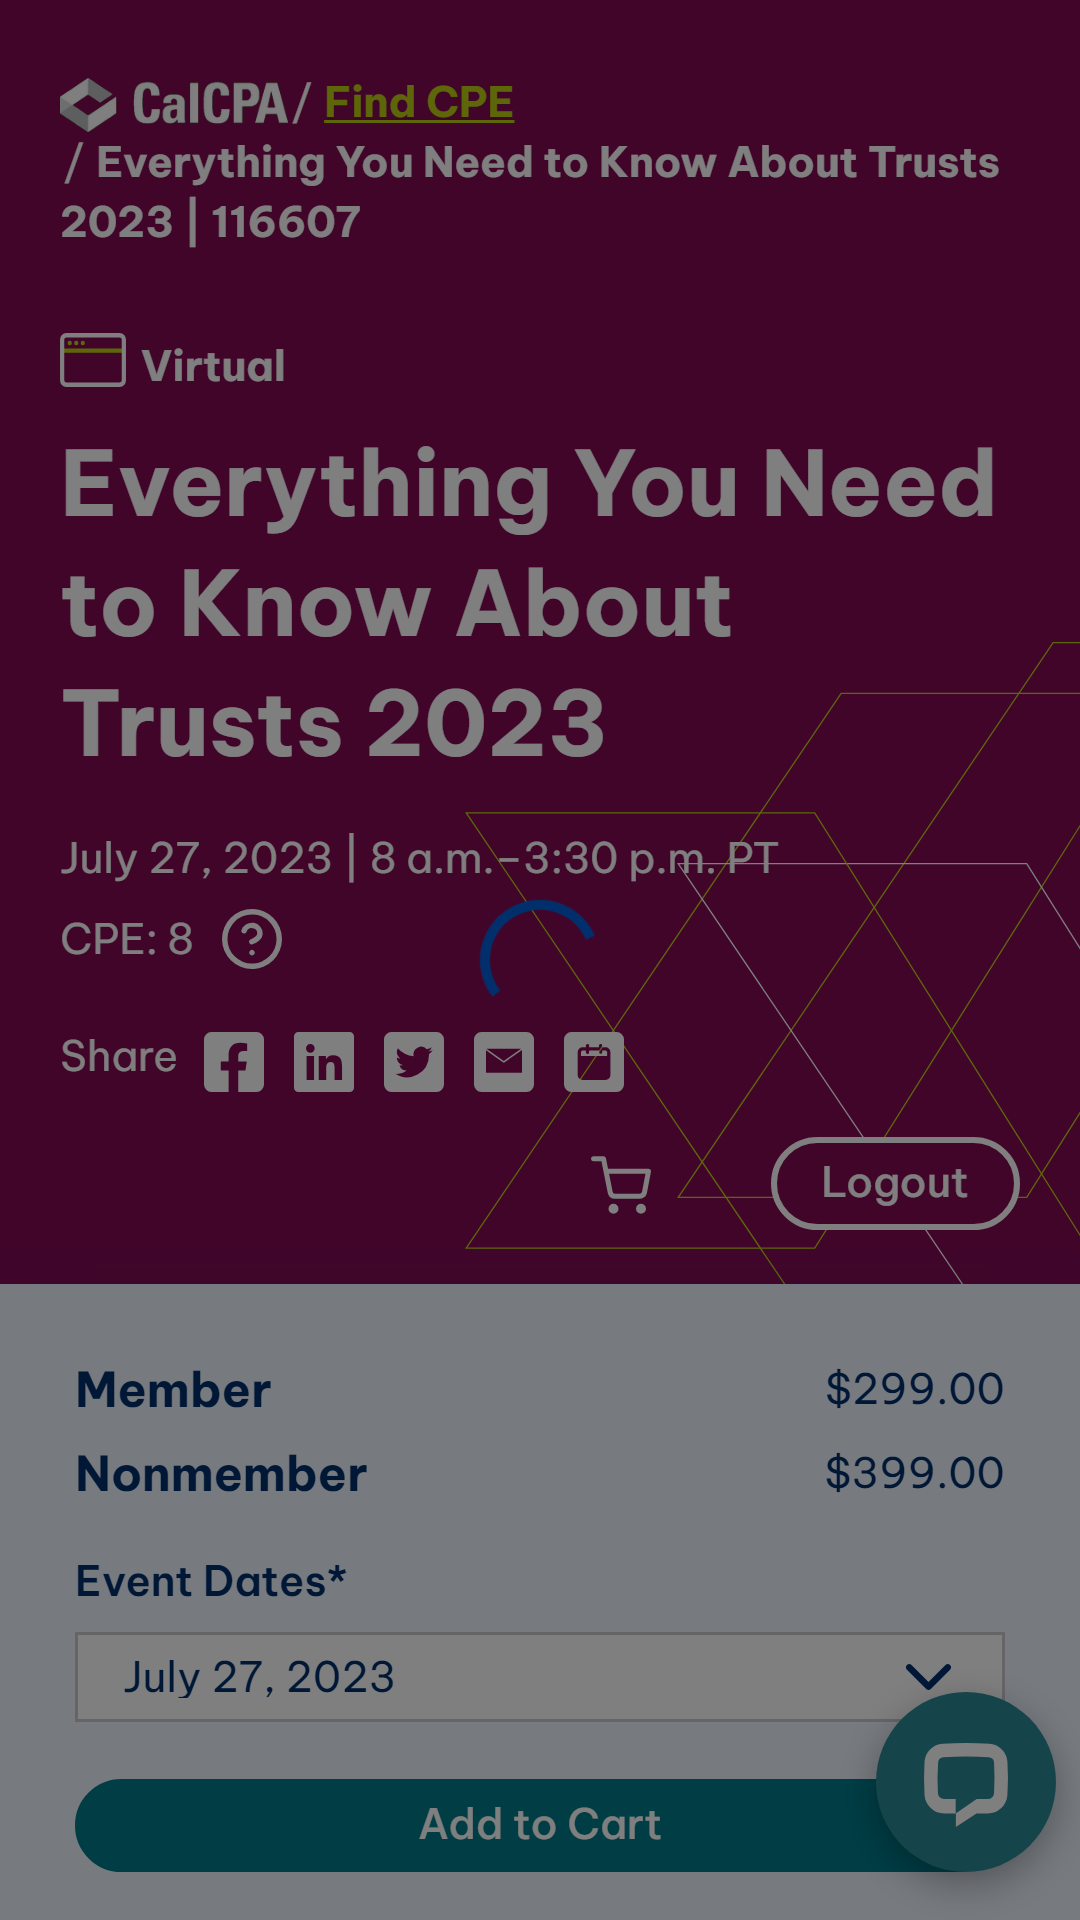 CalCPA / Find CPE
/ Everything You Need to Know About Trusts
2023 | 116607
Virtual
Everything You Need
to Know About
Trusts 2023
July 27, 2023 | 8 a.m.–3:30 p.m. PT
CPE: 8 ?
Share
Logout
Member $299.00
Nonmember $399.00
Event Dates*
July 27, 2023
Add to Cart